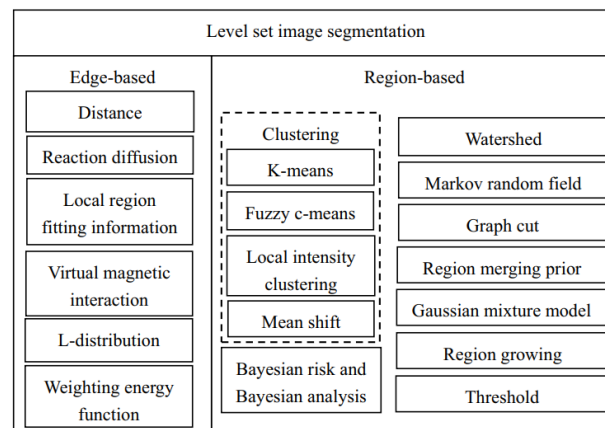 Level set image segmentation
Edge-based
Distance
Reaction diffusion
Local region
fitting information
Virtual magnetic
interaction
L-distribution
Weighting energy
function
Region-based
Clustering
K-means
Fuzzy c-means
Local intensity
clustering
Mean shift
Bayesian risk and
Bayesian analysis
Watershed
Markov random field
Graph cut
Region merging prior
Gaussian mixture model
Region growing
Threshold